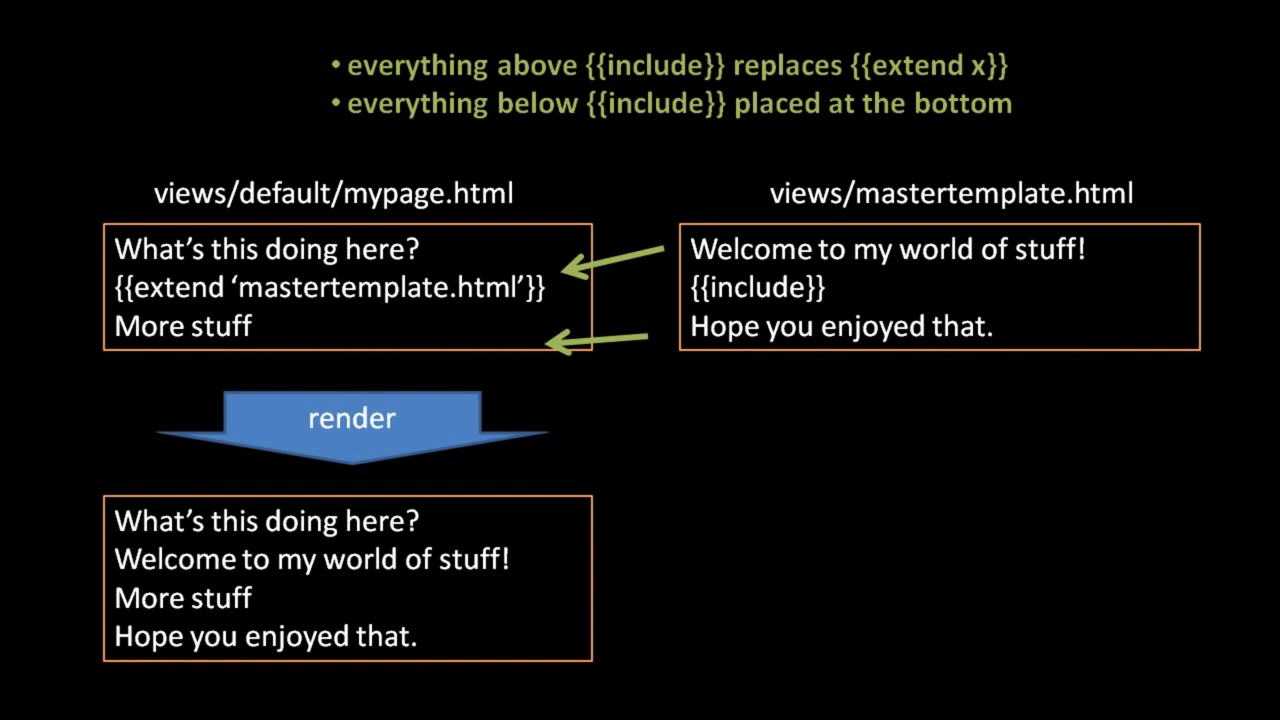 • everything above {{include}} replaces {{extend x}}
• everything below {{include}} placed at the bottom
views/default/mypage.html
What’s this doing here?
{{extend ‘mastertemplate.html’}}
More stuff
views/mastertemplate.html
Welcome to my world of stuff!
{{include}}
Hope you enjoyed that.
render
What’s this doing here?
Welcome to my world of stuff!
More stuff
Hope you enjoyed that.